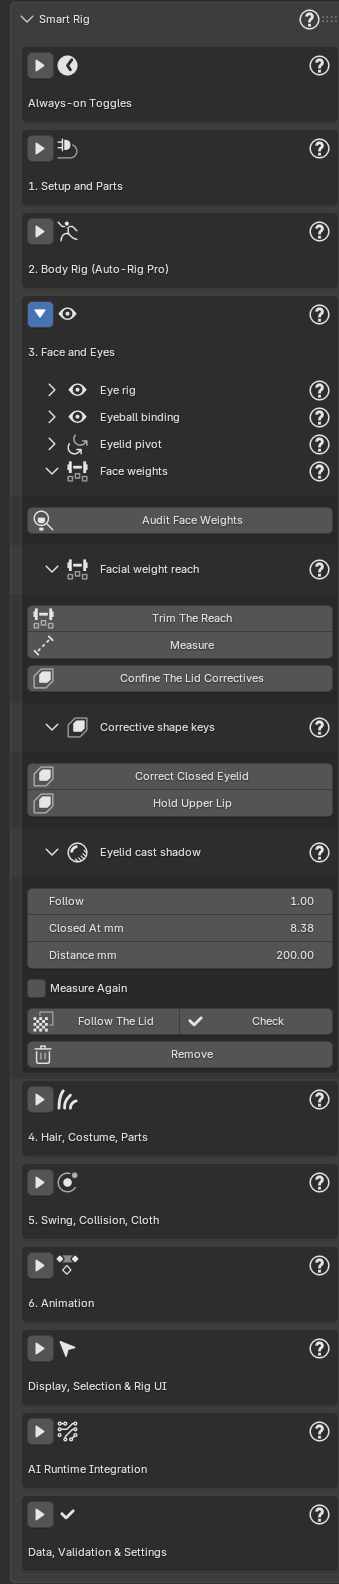 Smart Rig
Always-on Toggles
1. Setup and Parts
2. Body Rig (Auto-Rig Pro)
3. Face and Eyes
Eye rig
Eyeball binding
Eyelid pivot
Face weights
Audit Face Weights
Facial weight reach
Trim The Reach
Measure
Confine The Lid Correctives
Corrective shape keys
Correct Closed Eyelid
Hold Upper Lip
Eyelid cast shadow
Follow 1.00
Closed At mm 8.38
Distance mm 200.00
Measure Again
Follow The Lid Check
Remove
4. Hair, Costume, Parts
5. Swing, Collision, Cloth
6. Animation
Display, Selection & Rig UI
AI Runtime Integration
Data, Validation & Settings